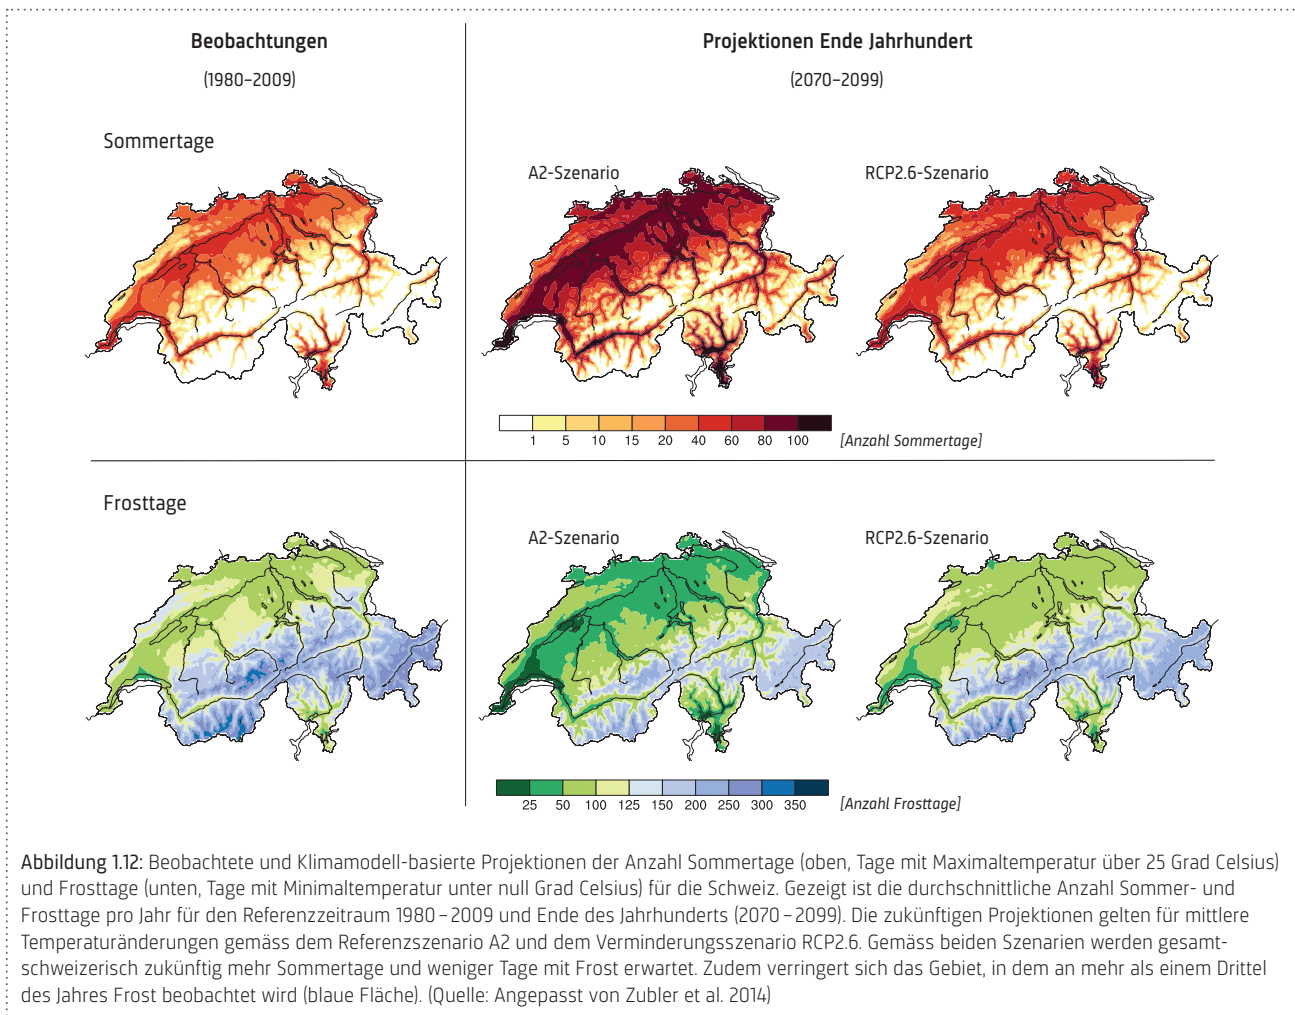 Beobachtungen
(1980–2009)
Projektionen Ende Jahrhundert
(2070–2099)
Sommertage
A2-Szenario
RCP2.6-Szenario
1 5 10 15 20 40 60 80 100
[Anzahl Sommertage]
Frosttage
A2-Szenario
RCP2.6-Szenario
25 50 100 125 150 200 250 300 350
[Anzahl Frosttage]
Abbildung 1.12: Beobachtete und Klimamodell-basierte Projektionen der Anzahl Sommertage (oben, Tage mit Maximaltemperatur über 25 Grad Celsius)
und Frosttage (unten, Tage mit Minimaltemperatur unter null Grad Celsius) für die Schweiz. Gezeigt ist die durchschnittliche Anzahl Sommer- und
Frosttage pro Jahr für den Referenzzeitraum 1980 – 2009 und Ende des Jahrhunderts (2070 – 2099). Die zukünftigen Projektionen gelten für mittlere
Temperaturänderungen gemäss dem Referenzszenario A2 und dem Verminderungsszenario RCP2.6. Gemäss beiden Szenarien werden gesamt-
schweizerisch zukünftig mehr Sommertage und weniger Tage mit Frost erwartet. Zudem verringert sich das Gebiet, in dem an mehr als einem Drittel
des Jahres Frost beobachtet wird (blaue Fläche). (Quelle: Angepasst von Zubler et al. 2014)